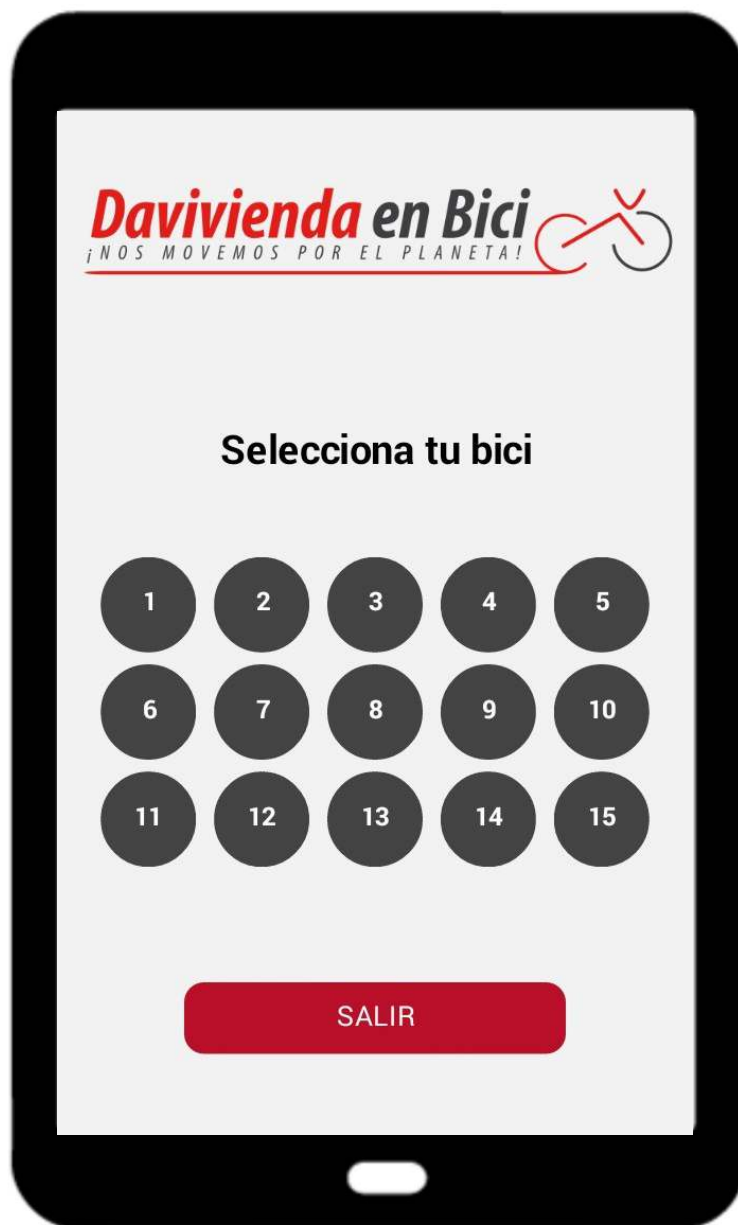 Davivienda en Bici
¡NOS MOVEMOS POR EL PLANETA!
Selecciona tu bici
1 2 3 4 5
6 7 8 9 10
11 12 13 14 15
SALIR